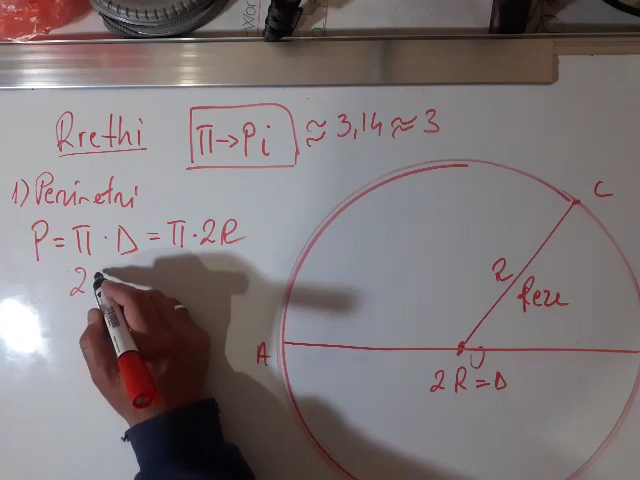 Rrethi
π→Pi ≈ 3,14 ≈ 3
1) Perimetri
P = π · D = π · 2R
2
C
R
Reze
A
2R = D